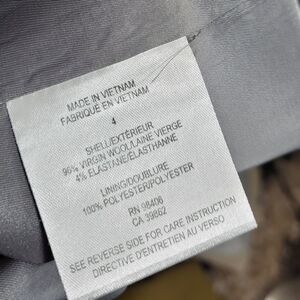 MADE IN VIETNAM
FABRIQUÉ EN VIETNAM
4
SHELL/EXTÉRIEUR
96% VIRGIN WOOL/LAINE VIERGE
4% ELASTANE/ÉLASTHANNE
LINING/DOUBLURE
100% POLYESTER/POLYESTER
RN 98406
CA 39862
SEE REVERSE SIDE FOR CARE INSTRUCTION
DIRECTIVE D'ENTRETIEN AU VERSO